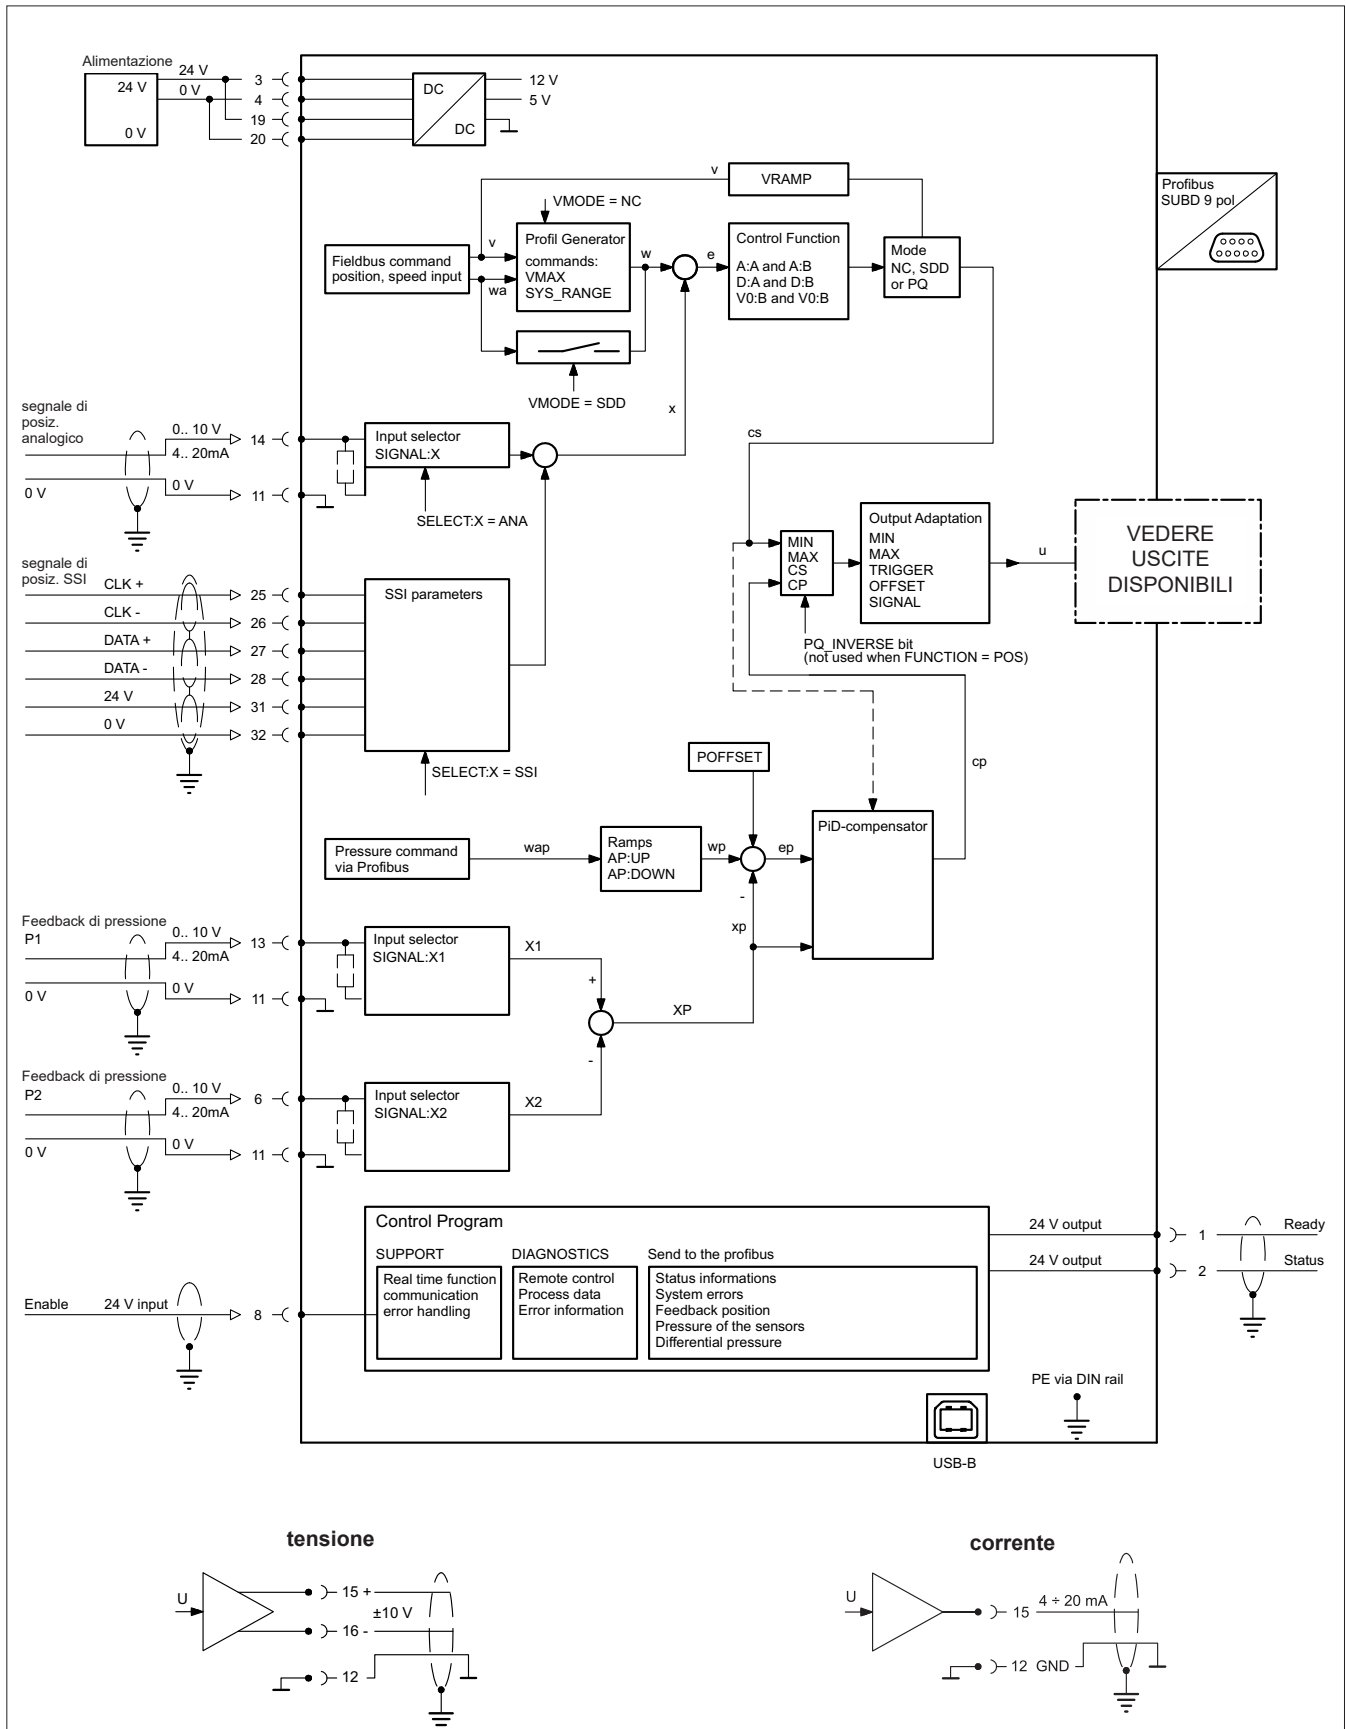 Alimentazione
24 V
0 V
24 V
0 V
3
4
19
20
DC
DC
12 V
5 V
v
VRAMP
Profibus
SUBD 9 pol
VMODE = NC
Fieldbus command
position, speed input
v
wa
Profil Generator
commands:
VMAX
SYS_RANGE
w
e
Control Function
A:A and A:B
D:A and D:B
V0:B and V0:B
Mode
NC, SDD
or PQ
VMODE = SDD
x
segnale di
posiz.
analogico
0.. 10 V
4.. 20mA
14
0 V
0 V
11
Input selector
SIGNAL:X
SELECT:X = ANA
cs
MIN
MAX
CS
CP
Output Adaptation
MIN
MAX
TRIGGER
OFFSET
SIGNAL
u
VEDERE
USCITE
DISPONIBILI
PQ_INVERSE bit
(not used when FUNCTION = POS)
segnale di
posiz. SSI
CLK +
25
CLK -
26
DATA +
27
DATA -
28
24 V
31
0 V
32
SSI parameters
SELECT:X = SSI
POFFSET
cp
Pressure command
via Profibus
wap
Ramps
AP:UP
AP:DOWN
wp
ep
-
xp
PiD-compensator
Feedback di pressione
P1
0.. 10 V
4.. 20mA
13
0 V
0 V
11
Input selector
SIGNAL:X1
X1
+
XP
-
Feedback di pressione
P2
0.. 10 V
4.. 20mA
6
0 V
0 V
11
Input selector
SIGNAL:X2
X2
Control Program
SUPPORT
Real time function
communication
error handling
DIAGNOSTICS
Remote control
Process data
Error information
Send to the profibus
Status informations
System errors
Feedback position
Pressure of the sensors
Differential pressure
24 V output
1
Ready
24 V output
2
Status
Enable
24 V input
8
PE via DIN rail
USB-B
tensione
U
15 +
±10 V
16 -
12
corrente
U
15
4 ÷ 20 mA
12 GND